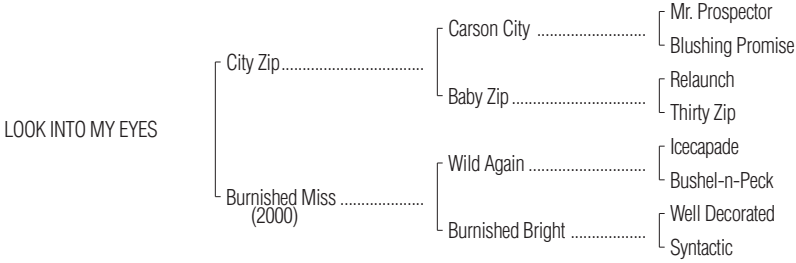 Mr. Prospector
Carson City ..........................
Blushing Promise
City Zip..................................
Relaunch
Baby Zip ................................
Thirty Zip
LOOK INTO MY EYES
Icecapade
Wild Again ............................
Bushel-n-Peck
Burnished Miss ....................
(2000)
Well Decorated
Burnished Bright ..................
Syntactic